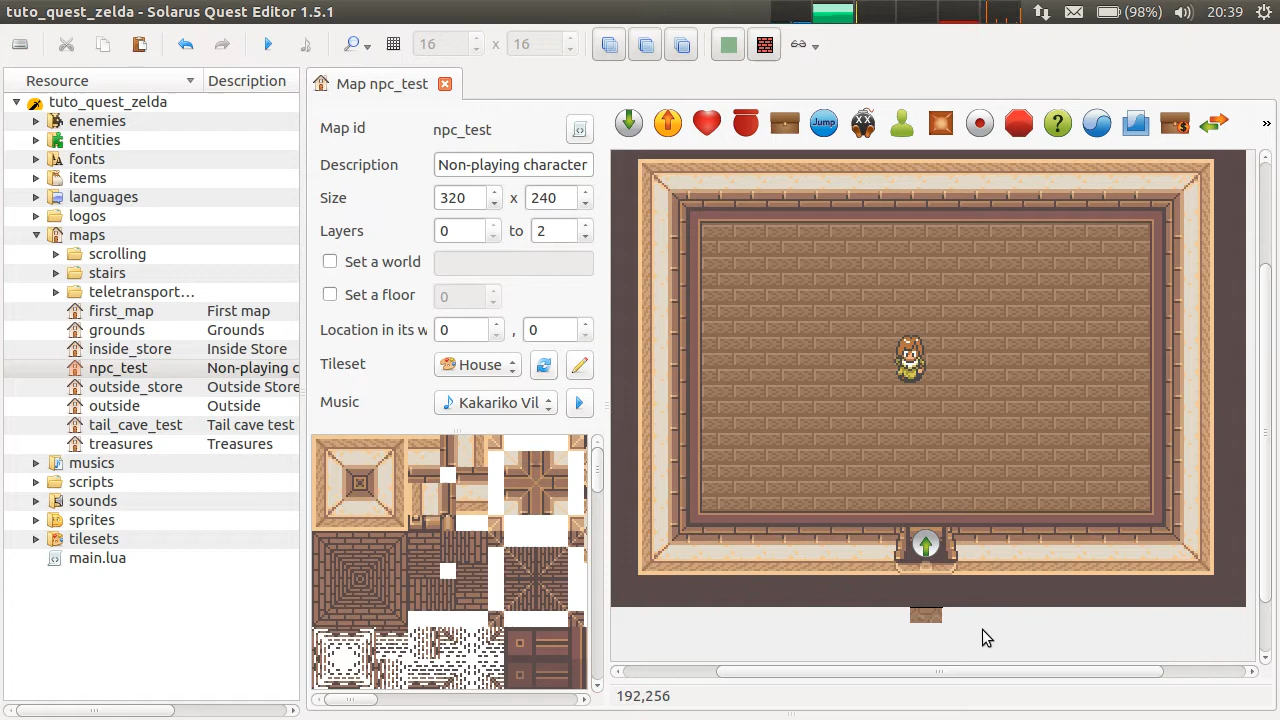 tuto_quest_zelda - Solarus Quest Editor 1.5.1
(98%)
20:39
16 x 16
Resource Description
tuto_quest_zelda
enemies
entities
fonts
items
languages
logos
maps
scrolling
stairs
teletransport...
first_map First map
grounds Grounds
inside_store Inside Store
npc_test Non-playing c
outside_store Outside Store
outside Outside
tail_cave_test Tail cave test
treasures Treasures
musics
scripts
sounds
sprites
tilesets
main.lua
Map npc_test
Map id npc_test
Description Non-playing character
Size 320 x 240
Layers 0 to 2
Set a world
Set a floor 0
Location in its w 0 , 0
Tileset House
Music Kakariko Vil
Jump
?
$
»
192,256